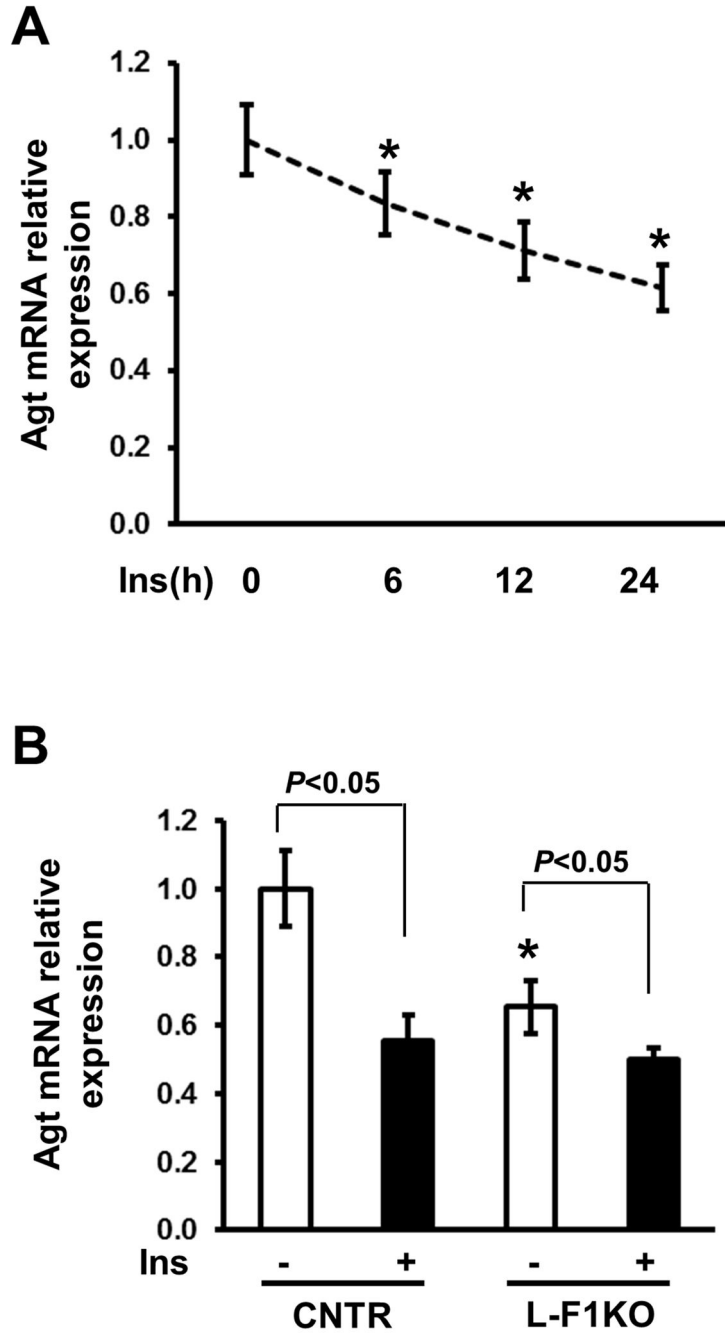 A
Agt mRNA relative
expression
1.2
1.0
0.8
0.6
0.4
0.2
0.0
*
*
*
Ins(h) 0 6 12 24
B
Agt mRNA relative
expression
P<0.05
P<0.05
1.2
1.0
0.8
0.6
0.4
0.2
0.0
*
Ins - + - +
CNTR L-F1KO